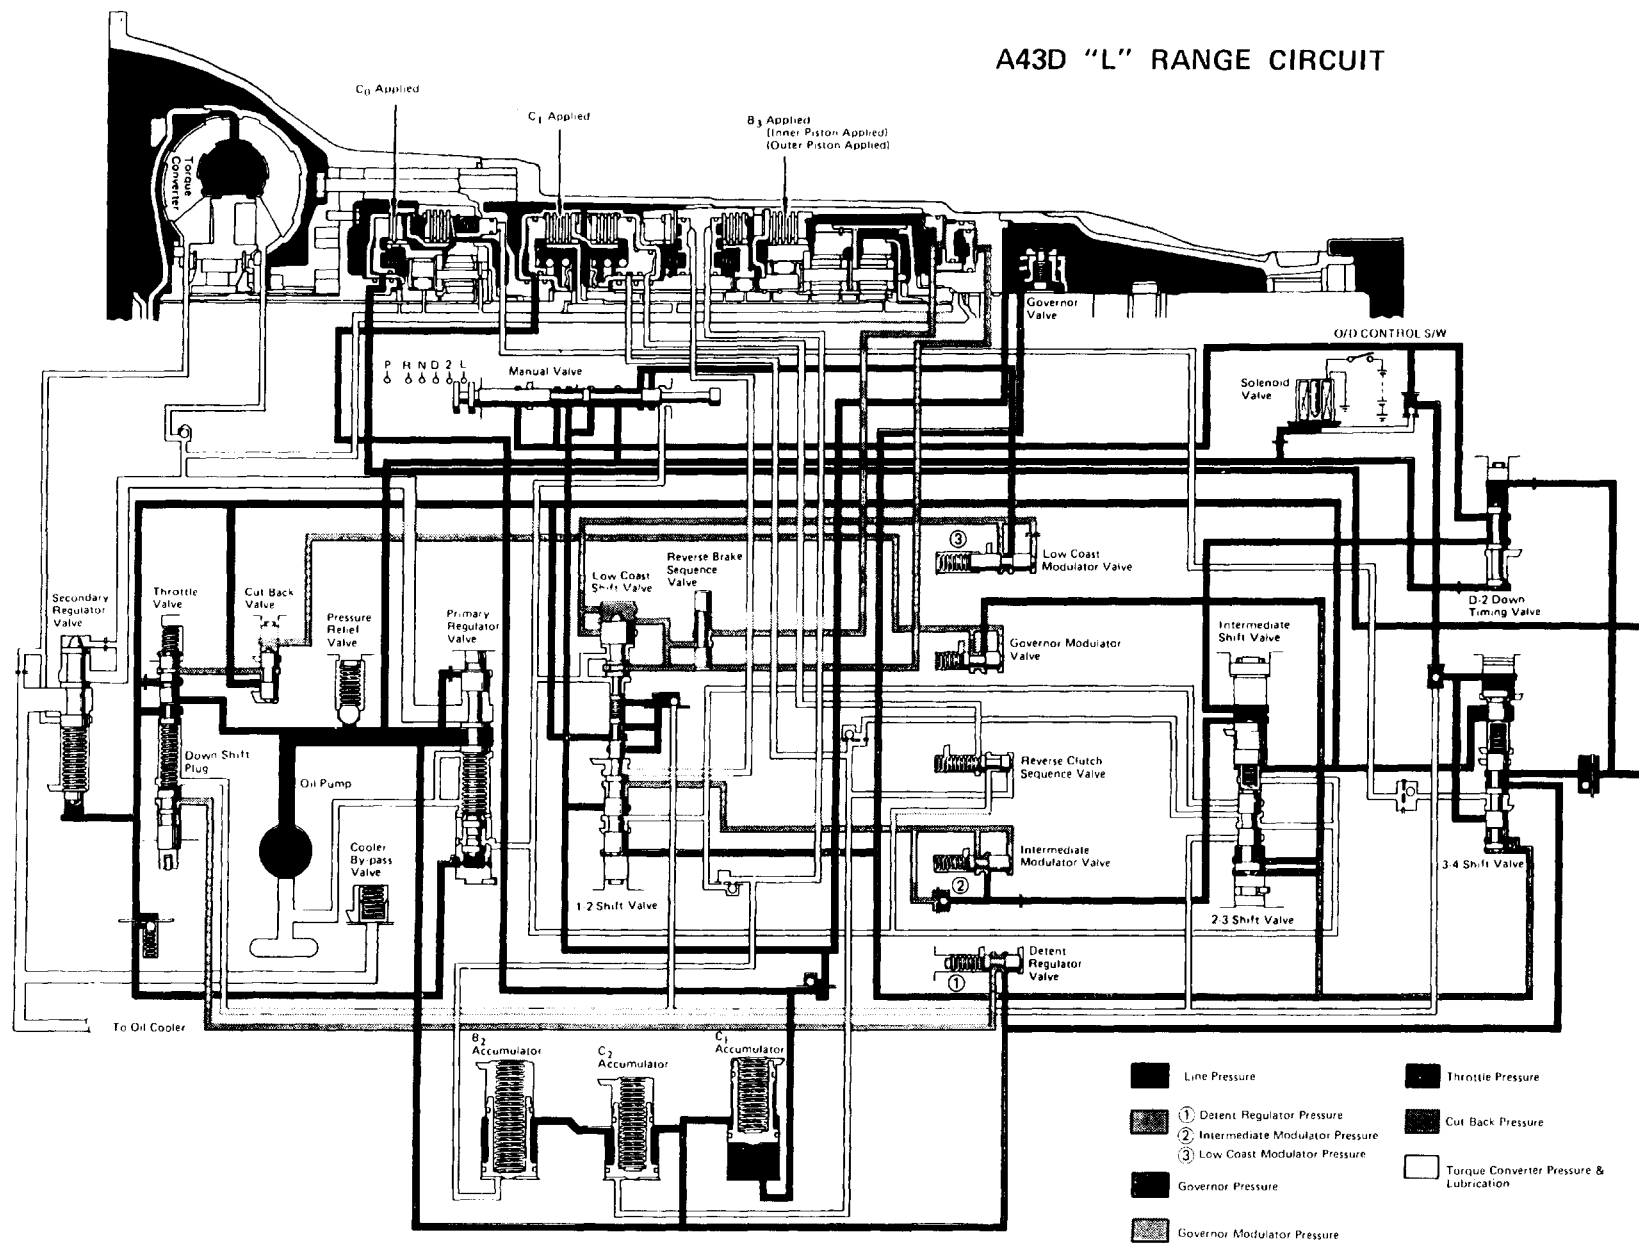 A43D "L" RANGE CIRCUIT
C0 Applied
C1 Applied
B3 Applied
(Inner Piston Applied)
(Outer Piston Applied)
Torque
Converter
Governor
Valve
O/D CONTROL S/W
P R N D 2 L
Manual Valve
Solenoid
Valve
③
Low Coast
Modulator Valve
Reverse Brake
Sequence
Valve
Low Coast
Shift Valve
Secondary
Regulator
Valve
Throttle
Valve
Cut Back
Valve
Pressure
Relief
Valve
Primary
Regulator
Valve
D-2 Down
Timing Valve
Intermediate
Shift Valve
Governor Modulator
Valve
Down Shift
Plug
Oil Pump
Reverse Clutch
Sequence Valve
Cooler
By-pass
Valve
Intermediate
Modulator Valve
②
3-4 Shift Valve
1-2 Shift Valve
2-3 Shift Valve
Detent
Regulator
Valve
①
To Oil Cooler
B2
Accumulator
C2
Accumulator
C1
Accumulator
Line Pressure
① Detent Regulator Pressure
② Intermediate Modulator Pressure
③ Low Coast Modulator Pressure
Governor Pressure
Governor Modulator Pressure
Throttle Pressure
Cut Back Pressure
Torque Converter Pressure &
Lubrication